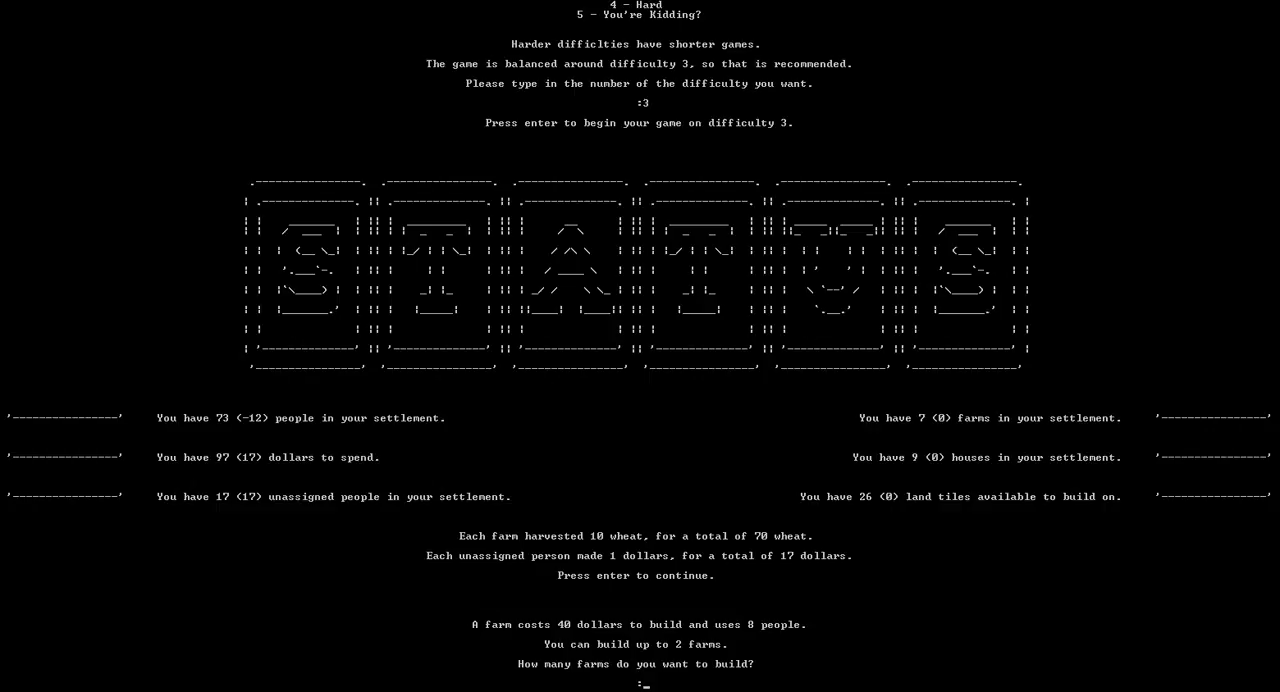 4 - Hard
5 - You're Kidding?
Harder difficlties have shorter games.
The game is balanced around difficulty 3, so that is recommended.
Please type in the number of the difficulty you want.
:3
Press enter to begin your game on difficulty 3.
STATUS
You have 73 (-12) people in your settlement.
You have 7 (0) farms in your settlement.
You have 97 (17) dollars to spend.
You have 9 (0) houses in your settlement.
You have 17 (17) unassigned people in your settlement.
You have 26 (0) land tiles available to build on.
Each farm harvested 10 wheat, for a total of 70 wheat.
Each unassigned person made 1 dollars, for a total of 17 dollars.
Press enter to continue.
A farm costs 40 dollars to build and uses 8 people.
You can build up to 2 farms.
How many farms do you want to build?
:_